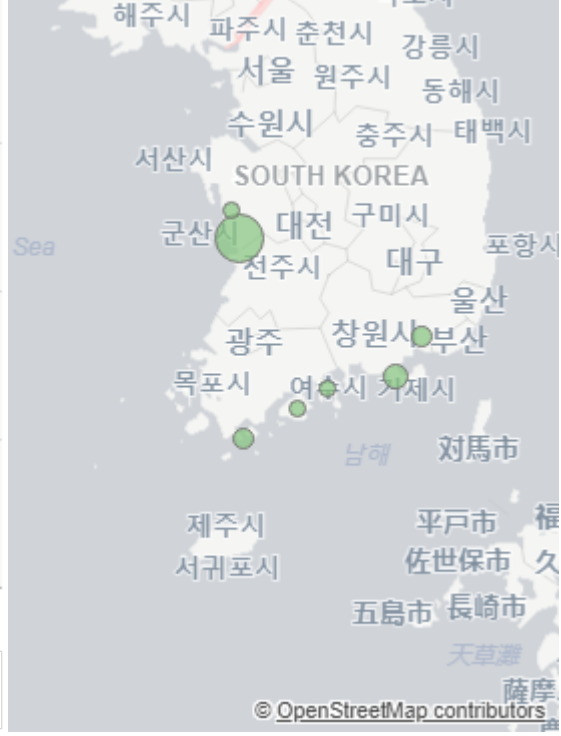 해주시
파주시 춘천시
강릉시
서울 원주시
동해시
수원시 충주시 태백시
서산시
SOUTH KOREA
군산시 대전 구미시
Sea 포항시
전주시 대구
울산
광주 창원시 부산
목포시 여수시 거제시
남해 対馬市
제주시 平戸市 福
서귀포시 佐世保市 久
五島市 長崎市
天草灘
薩摩
© OpenStreetMap contributors